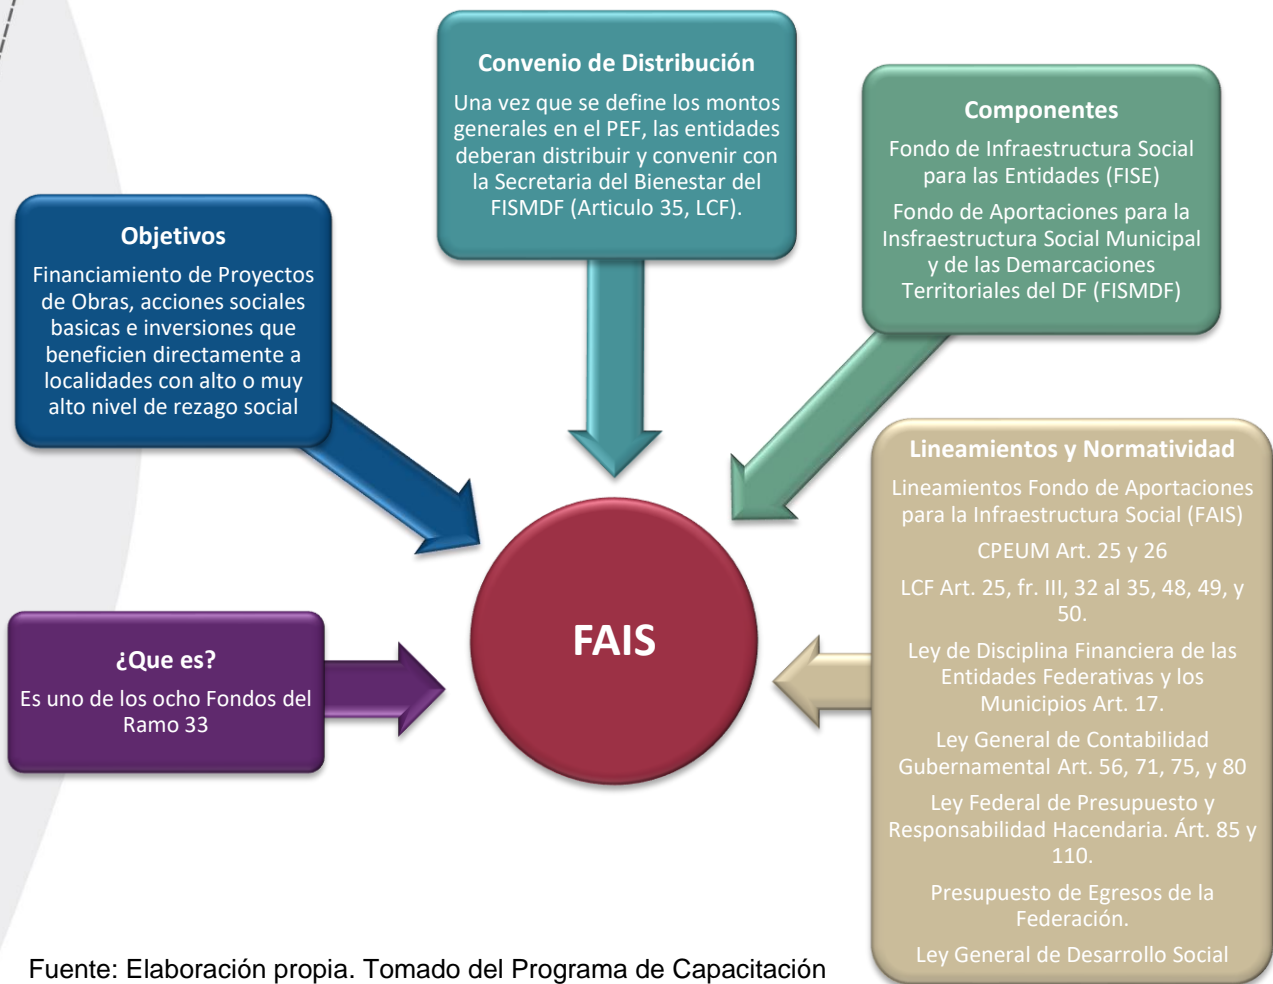 Convenio de Distribución
Una vez que se define los montos
generales en el PEF, las entidades
deberan distribuir y convenir con
la Secretaria del Bienestar del
FISMDF (Articulo 35, LCF).
Componentes
Fondo de Infraestructura Social
para las Entidades (FISE)
Fondo de Aportaciones para la
Insfraestructura Social Municipal
y de las Demarcaciones
Territoriales del DF (FISMDF)
Objetivos
Financiamiento de Proyectos
de Obras, acciones sociales
basicas e inversiones que
beneficien directamente a
localidades con alto o muy
alto nivel de rezago social
Lineamientos y Normatividad
Lineamientos Fondo de Aportaciones
para la Infraestructura Social (FAIS)
CPEUM Art. 25 y 26
LCF Art. 25, fr. III, 32 al 35, 48, 49, y
50.
Ley de Disciplina Financiera de las
Entidades Federativas y los
Municipios Art. 17.
Ley General de Contabilidad
Gubernamental Art. 56, 71, 75, y 80
Ley Federal de Presupuesto y
Responsabilidad Hacendaria. Árt. 85 y
110.
Presupuesto de Egresos de la
Federación.
Ley General de Desarrollo Social
FAIS
¿Que es?
Es uno de los ocho Fondos del
Ramo 33
Fuente: Elaboración propia. Tomado del Programa de Capacitación